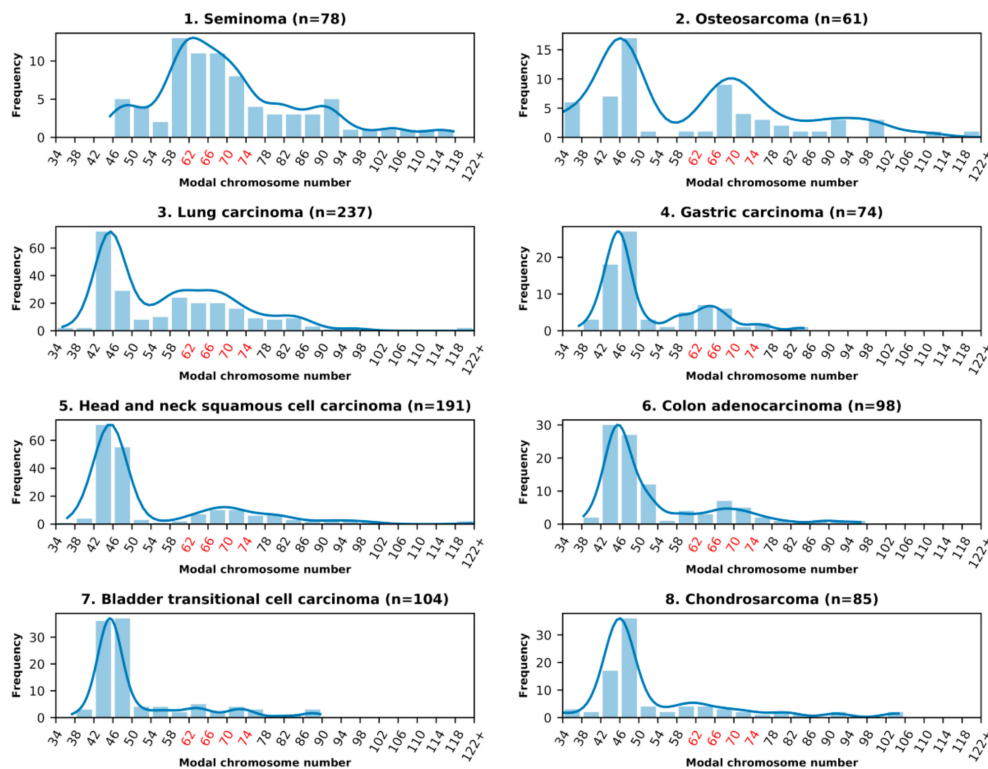 1. Seminoma (n=78)
Frequency
10
5
0
34 38 42 46 50 54 58 62 66 70 74 78 82 86 90 94 98 102 106 110 114 118 122+
Modal chromosome number
2. Osteosarcoma (n=61)
Frequency
15
10
5
0
34 38 42 46 50 54 58 62 66 70 74 78 82 86 90 94 98 102 106 110 114 118 122+
Modal chromosome number
3. Lung carcinoma (n=237)
Frequency
60
40
20
0
34 38 42 46 50 54 58 62 66 70 74 78 82 86 90 94 98 102 106 110 114 118 122+
Modal chromosome number
4. Gastric carcinoma (n=74)
Frequency
20
10
0
34 38 42 46 50 54 58 62 66 70 74 78 82 86 90 94 98 102 106 110 114 118 122+
Modal chromosome number
5. Head and neck squamous cell carcinoma (n=191)
Frequency
60
40
20
0
34 38 42 46 50 54 58 62 66 70 74 78 82 86 90 94 98 102 106 110 114 118 122+
Modal chromosome number
6. Colon adenocarcinoma (n=98)
Frequency
30
20
10
0
34 38 42 46 50 54 58 62 66 70 74 78 82 86 90 94 98 102 106 110 114 118 122+
Modal chromosome number
7. Bladder transitional cell carcinoma (n=104)
Frequency
30
20
10
0
34 38 42 46 50 54 58 62 66 70 74 78 82 86 90 94 98 102 106 110 114 118 122+
Modal chromosome number
8. Chondrosarcoma (n=85)
Frequency
30
20
10
0
34 38 42 46 50 54 58 62 66 70 74 78 82 86 90 94 98 102 106 110 114 118 122+
Modal chromosome number